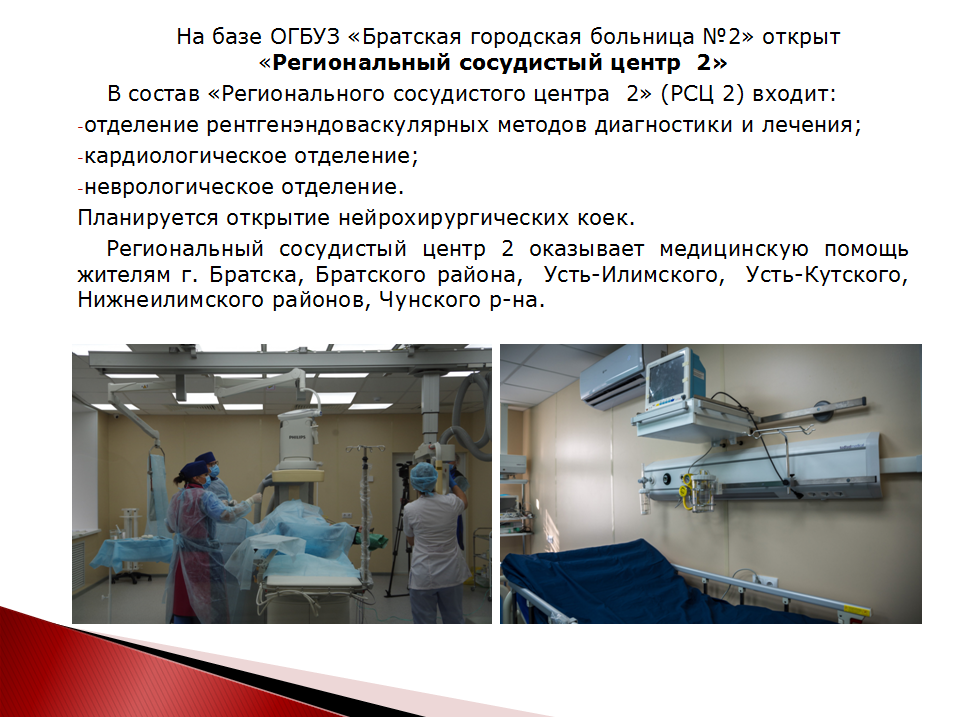 На базе ОГБУЗ «Братская городская больница №2» открыт
«Региональный сосудистый центр 2»
В состав «Регионального сосудистого центра 2» (РСЦ 2) входит:
-отделение рентгенэндоваскулярных методов диагностики и лечения;
-кардиологическое отделение;
-неврологическое отделение.
Планируется открытие нейрохирургических коек.
Региональный сосудистый центр 2 оказывает медицинскую помощь
жителям г. Братска, Братского района, Усть-Илимского, Усть-Кутского,
Нижнеилимского районов, Чунского р-на.
PHILIPS